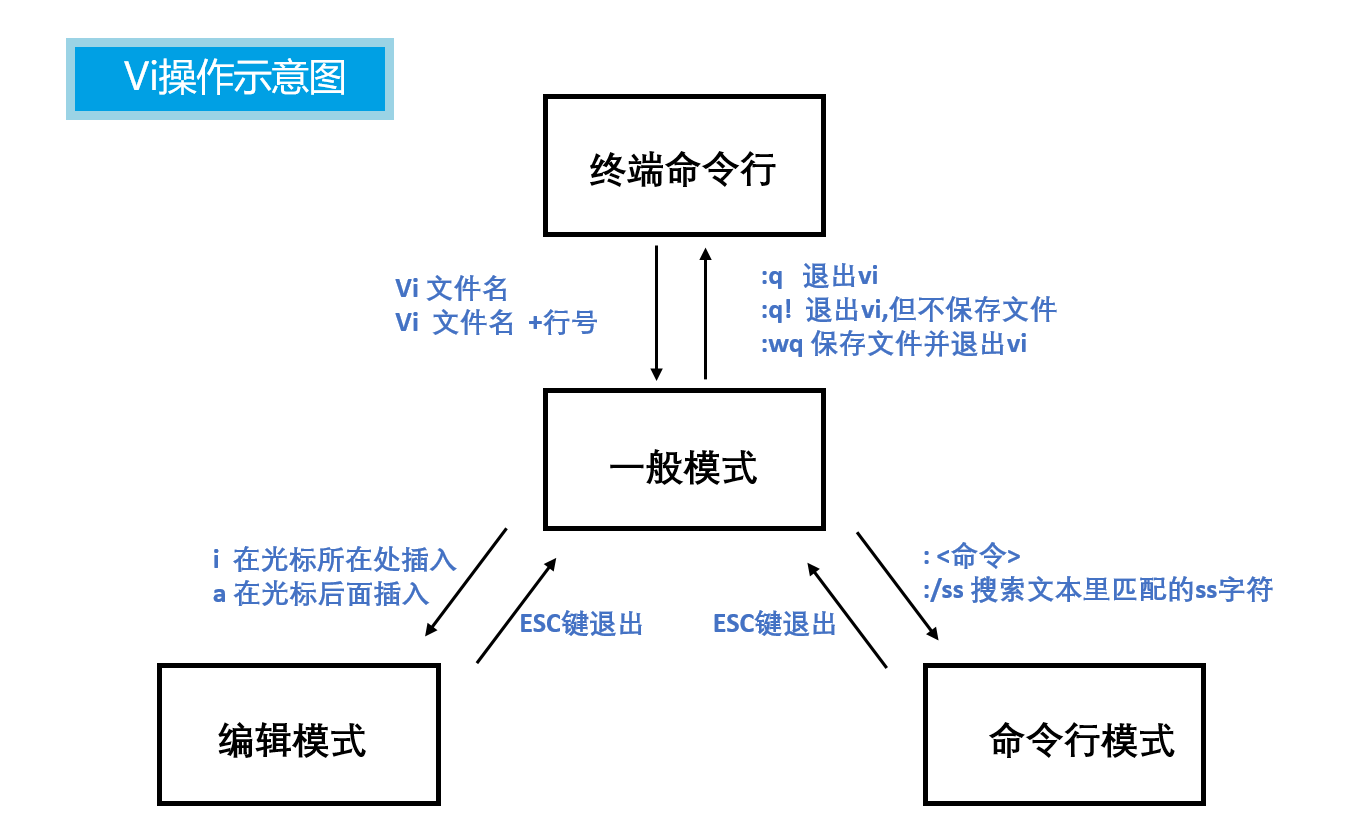 Vi操作示意图
终端命令行
Vi 文件名
Vi 文件名 +行号
:q 退出vi
:q! 退出vi,但不保存文件
:wq 保存文件并退出vi
一般模式
i 在光标所在处插入
a 在光标后面插入
ESC键退出
ESC键退出
: <命令>
:/ss 搜索文本里匹配的ss字符
编辑模式
命令行模式